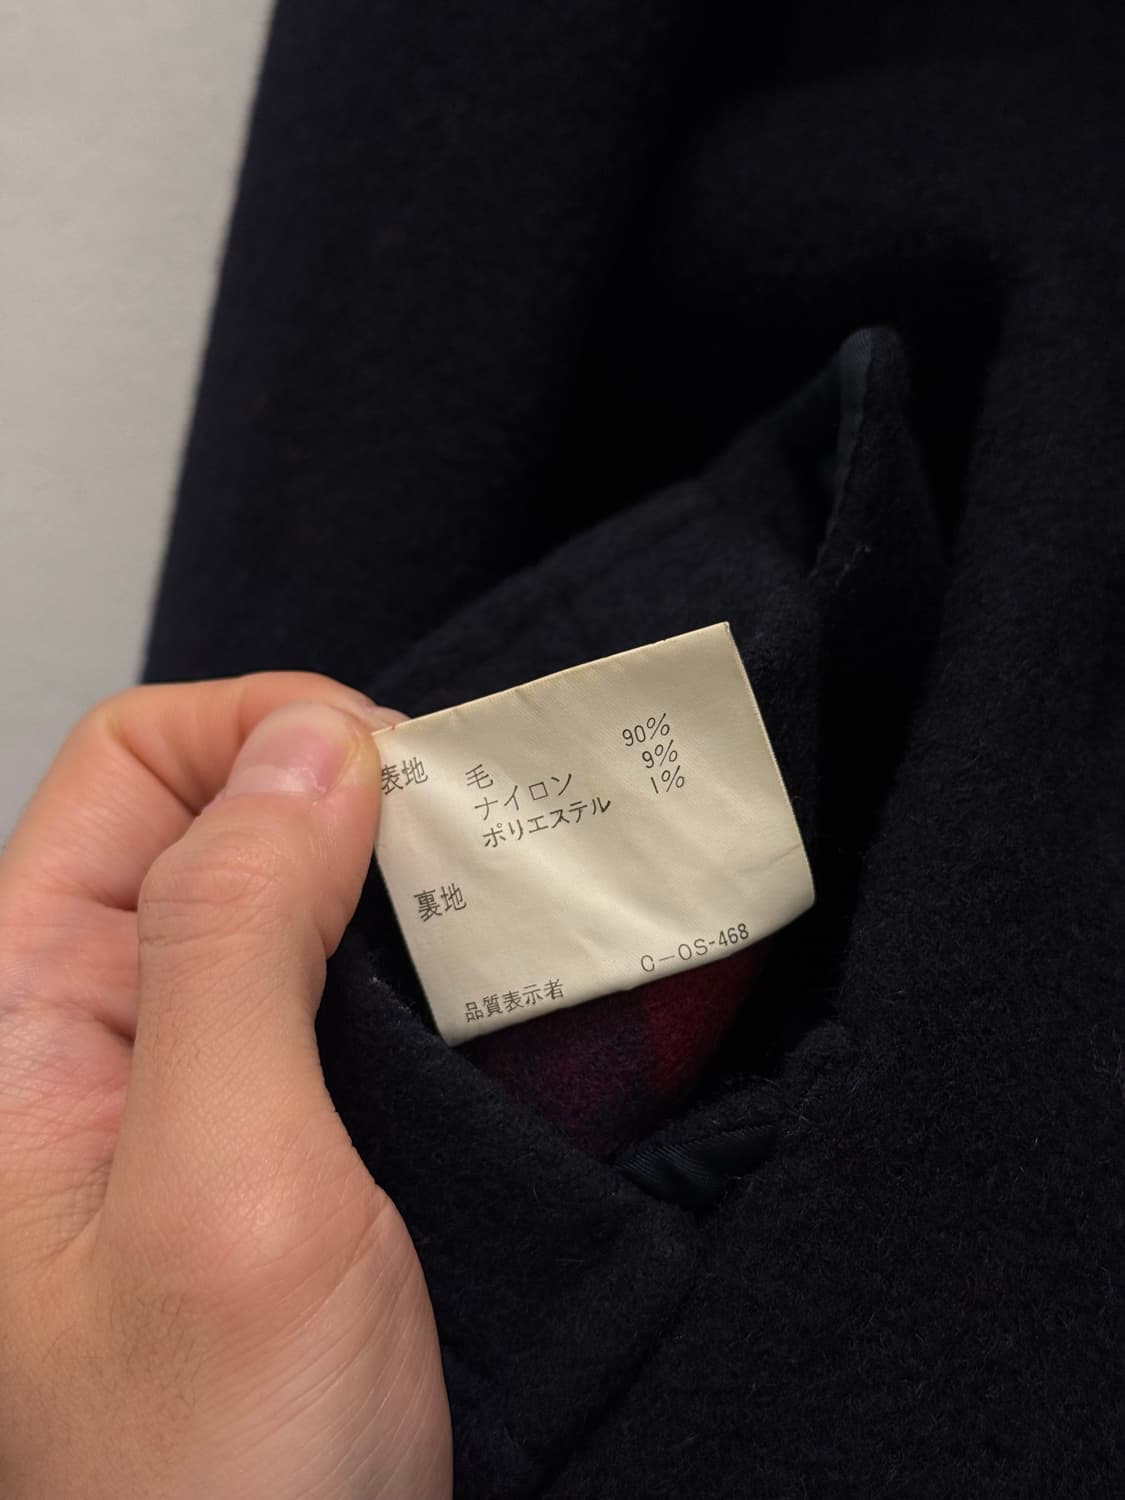 表地 毛 90%
ナイロン 9%
ポリエステル 1%
裏地
品質表示者 C-OS-468